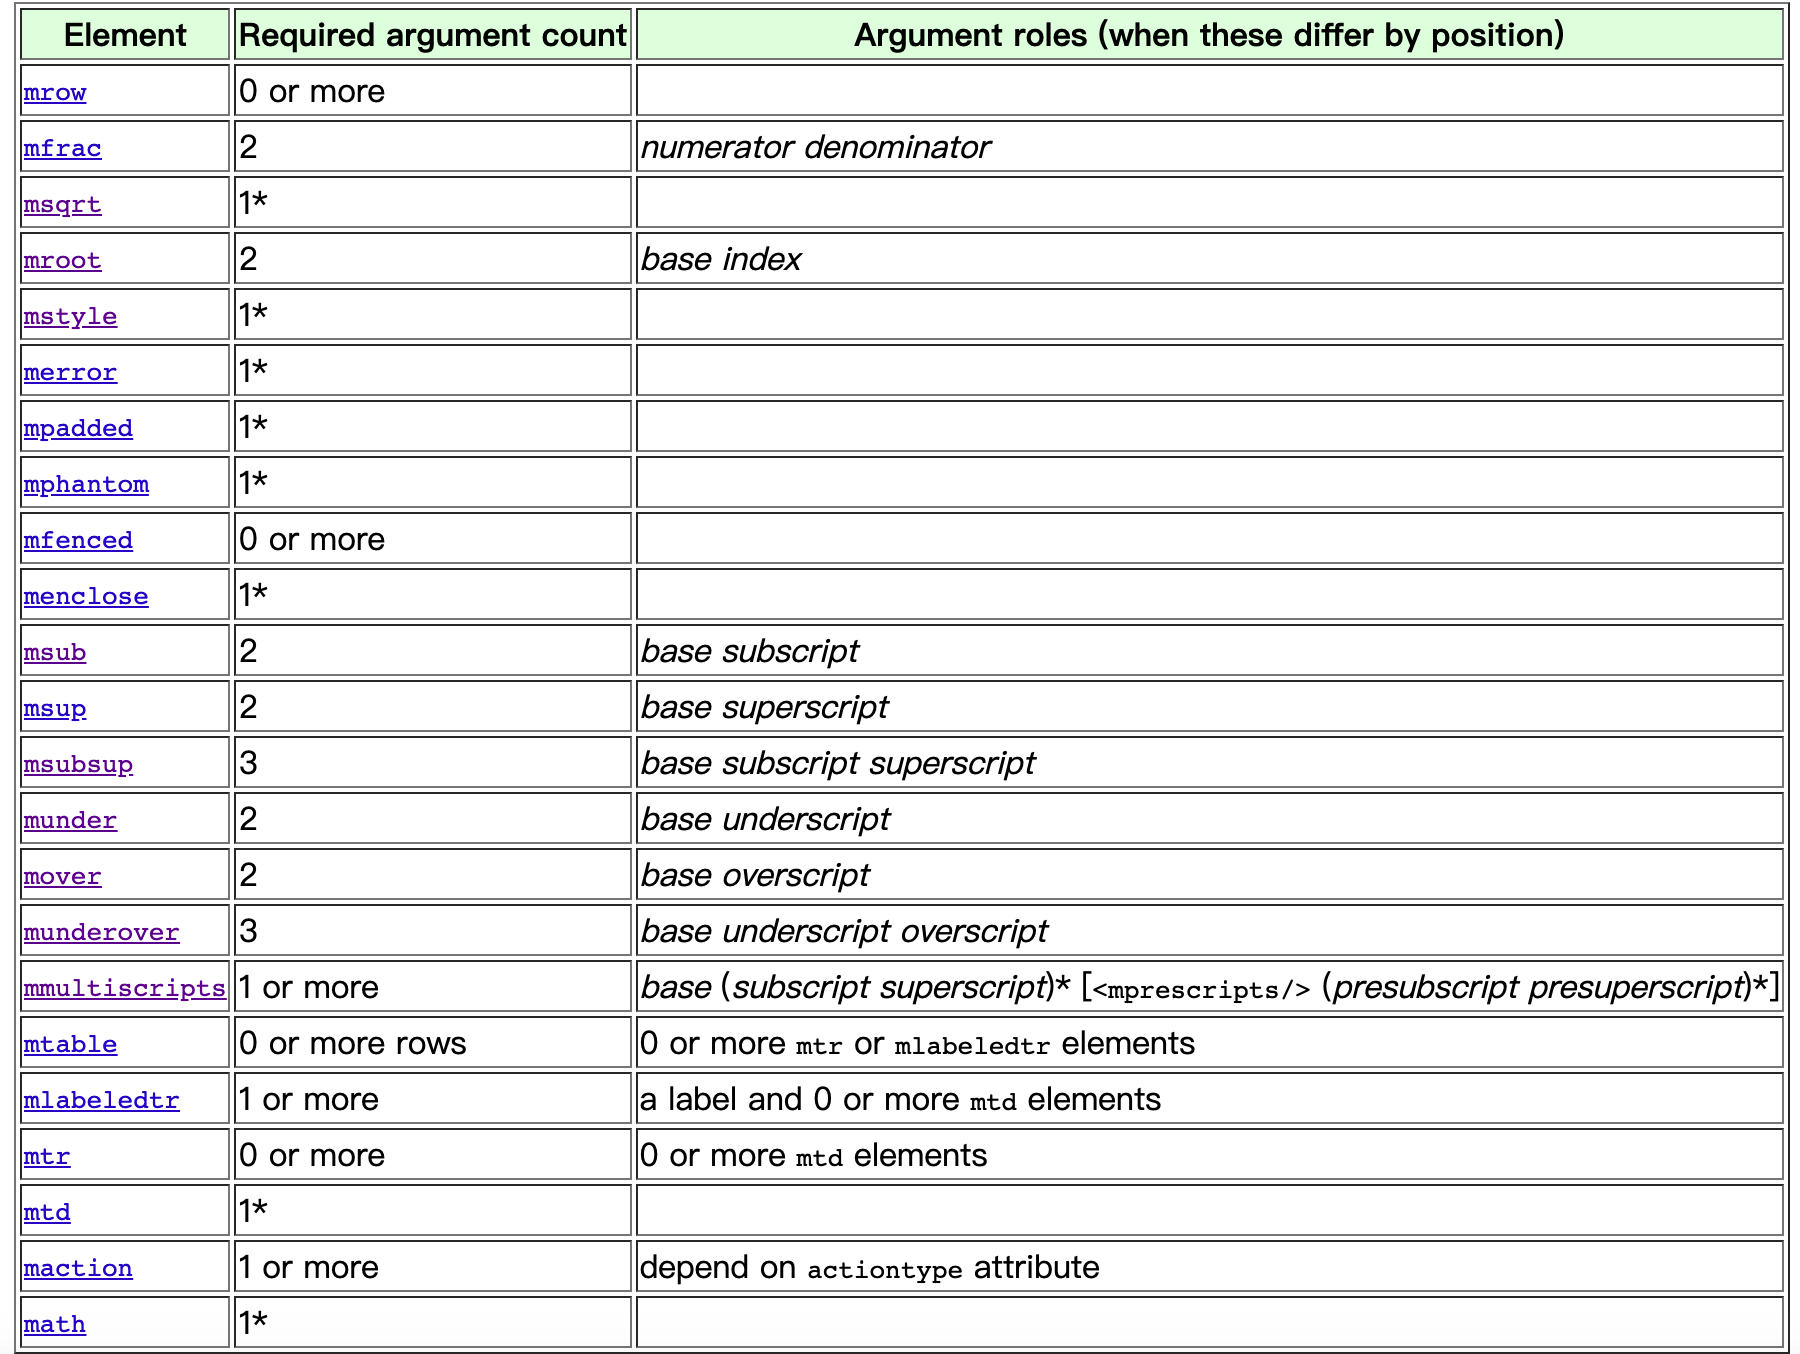 Element Required argument count Argument roles (when these differ by position)
mrow 0 or more
mfrac 2 numerator denominator
msqrt 1*
mroot 2 base index
mstyle 1*
merror 1*
mpadded 1*
mphantom 1*
mfenced 0 or more
menclose 1*
msub 2 base subscript
msup 2 base superscript
msubsup 3 base subscript superscript
munder 2 base underscript
mover 2 base overscript
munderover 3 base underscript overscript
mmultiscripts 1 or more base (subscript superscript)* [<mprescripts/> (presubscript presuperscript)*]
mtable 0 or more rows 0 or more mtr or mlabeledtr elements
mlabeledtr 1 or more a label and 0 or more mtd elements
mtr 0 or more 0 or more mtd elements
mtd 1*
maction 1 or more depend on actiontype attribute
math 1*